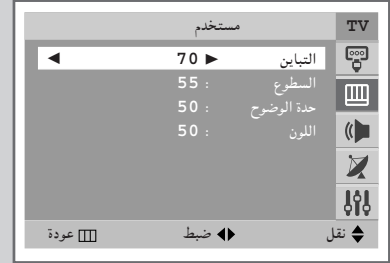 TV
مستخدم
التباين ◀ 70 ▶
السطوع : 55
حدة الوضوح : 50
اللون : 50
نقل ضبط عودة